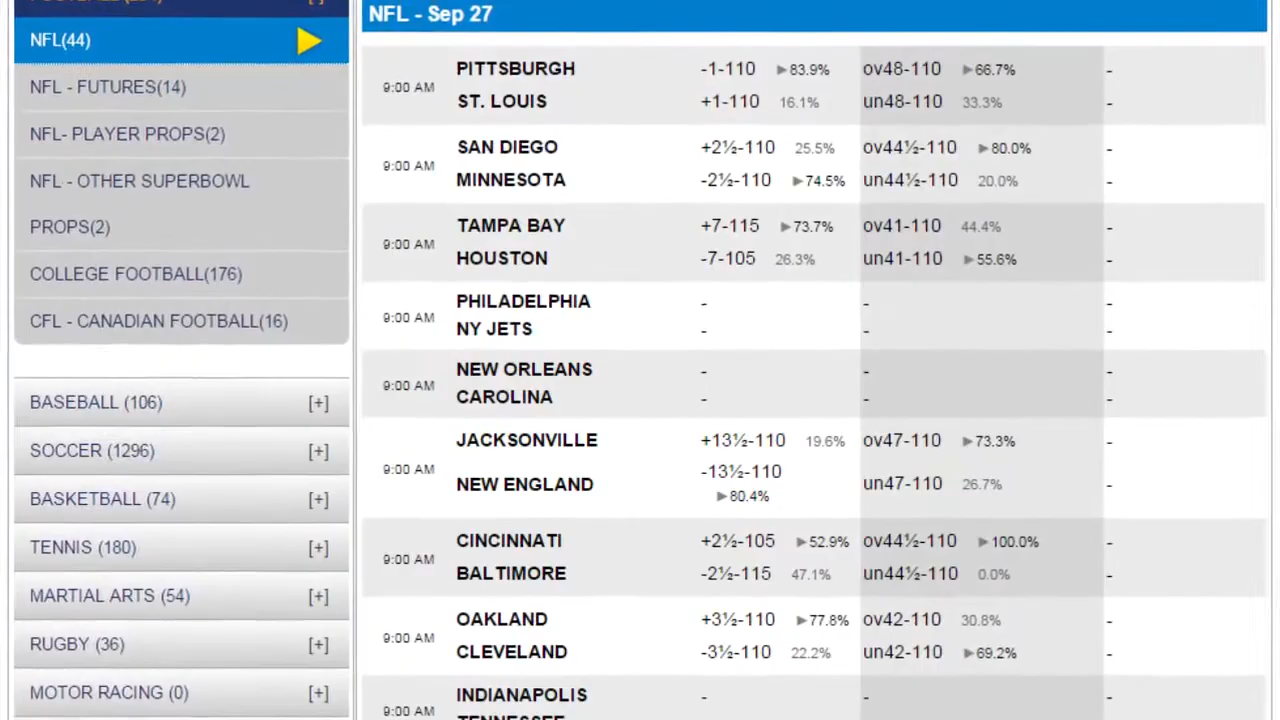 NFL(44)
NFL - FUTURES(14)
NFL- PLAYER PROPS(2)
NFL - OTHER SUPERBOWL
PROPS(2)
COLLEGE FOOTBALL(176)
CFL - CANADIAN FOOTBALL(16)
BASEBALL (106) [+]
SOCCER (1296) [+]
BASKETBALL (74) [+]
TENNIS (180) [+]
MARTIAL ARTS (54) [+]
RUGBY (36) [+]
MOTOR RACING (0) [+]
NFL - Sep 27
9:00 AM
PITTSBURGH -1-110 ▶83.9% ov48-110 ▶66.7% -
ST. LOUIS +1-110 16.1% un48-110 33.3% -
9:00 AM
SAN DIEGO +2½-110 25.5% ov44½-110 ▶80.0% -
MINNESOTA -2½-110 ▶74.5% un44½-110 20.0% -
9:00 AM
TAMPA BAY +7-115 ▶73.7% ov41-110 44.4% -
HOUSTON -7-105 26.3% un41-110 ▶55.6% -
9:00 AM
PHILADELPHIA - - -
NY JETS - - -
9:00 AM
NEW ORLEANS - - -
CAROLINA - - -
9:00 AM
JACKSONVILLE +13½-110 19.6% ov47-110 ▶73.3% -
NEW ENGLAND -13½-110 ▶80.4% un47-110 26.7% -
9:00 AM
CINCINNATI +2½-105 ▶52.9% ov44½-110 ▶100.0% -
BALTIMORE -2½-115 47.1% un44½-110 0.0% -
9:00 AM
OAKLAND +3½-110 ▶77.8% ov42-110 30.8% -
CLEVELAND -3½-110 22.2% un42-110 ▶69.2% -
9:00 AM
INDIANAPOLIS - - -
TENNESSEE